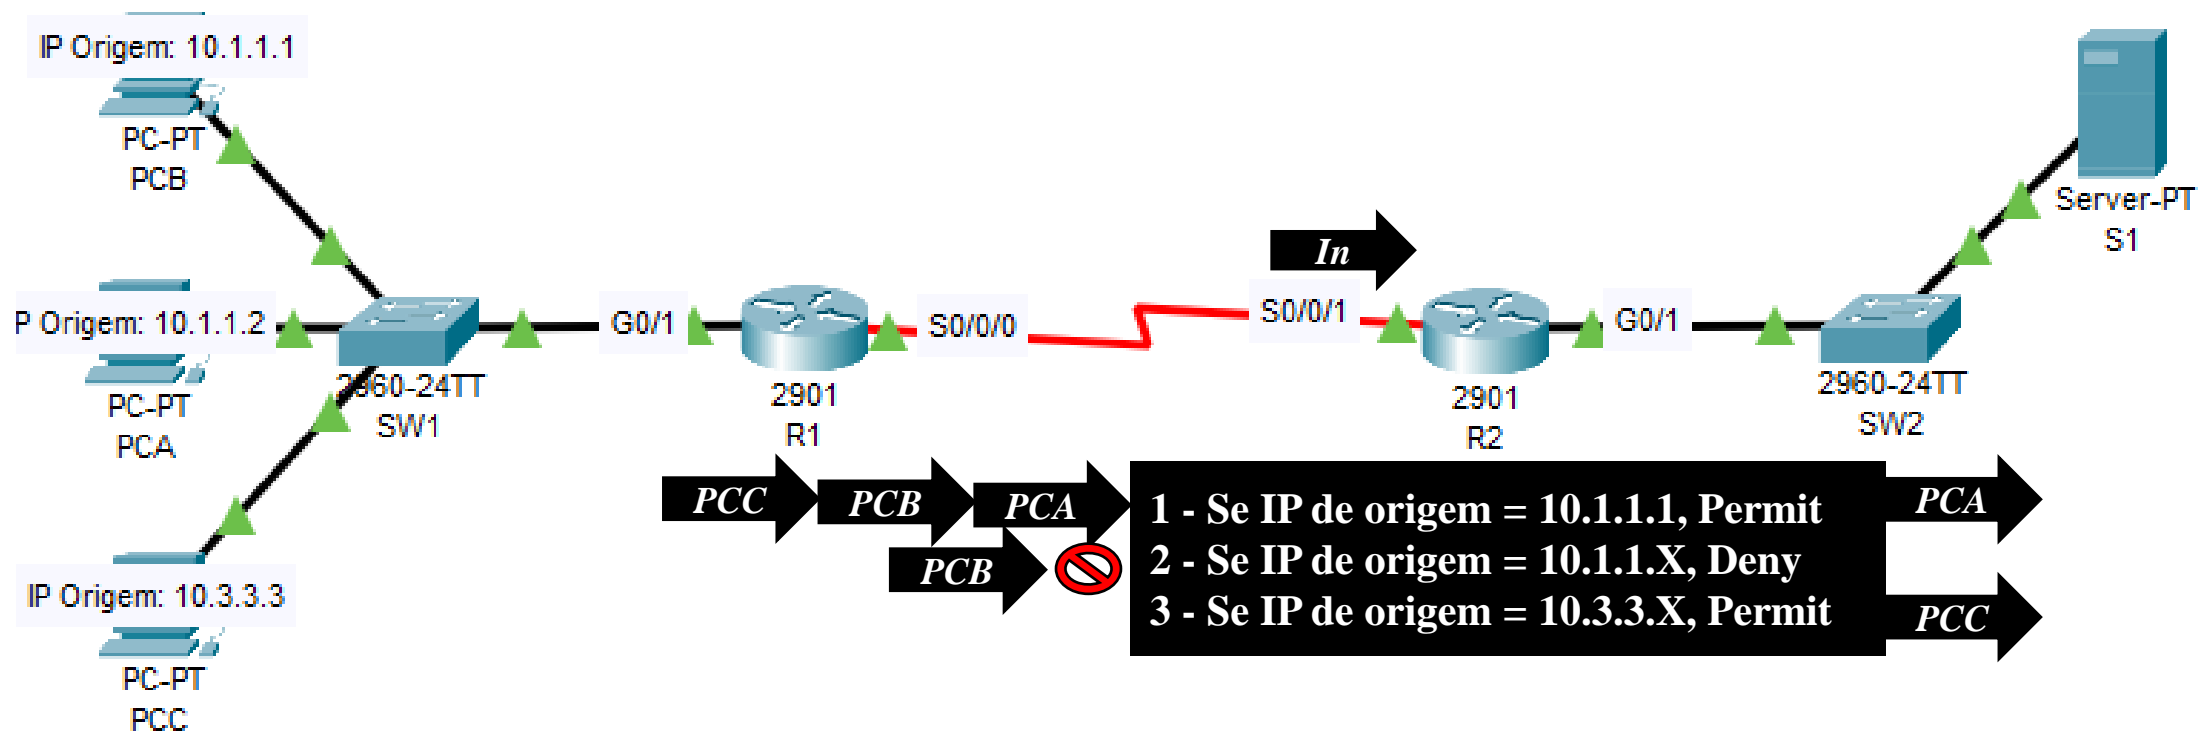 IP Origem: 10.1.1.1
PC-PT
PCB
P Origem: 10.1.1.2
PC-PT
PCA
IP Origem: 10.3.3.3
PC-PT
PCC
2960-24TT
SW1
G0/1
2901
R1
S0/0/0
In
S0/0/1
2901
R2
G0/1
2960-24TT
SW2
Server-PT
S1
PCC
PCB
PCA
PCB
1 - Se IP de origem = 10.1.1.1, Permit
2 - Se IP de origem = 10.1.1.X, Deny
3 - Se IP de origem = 10.3.3.X, Permit
PCA
PCC